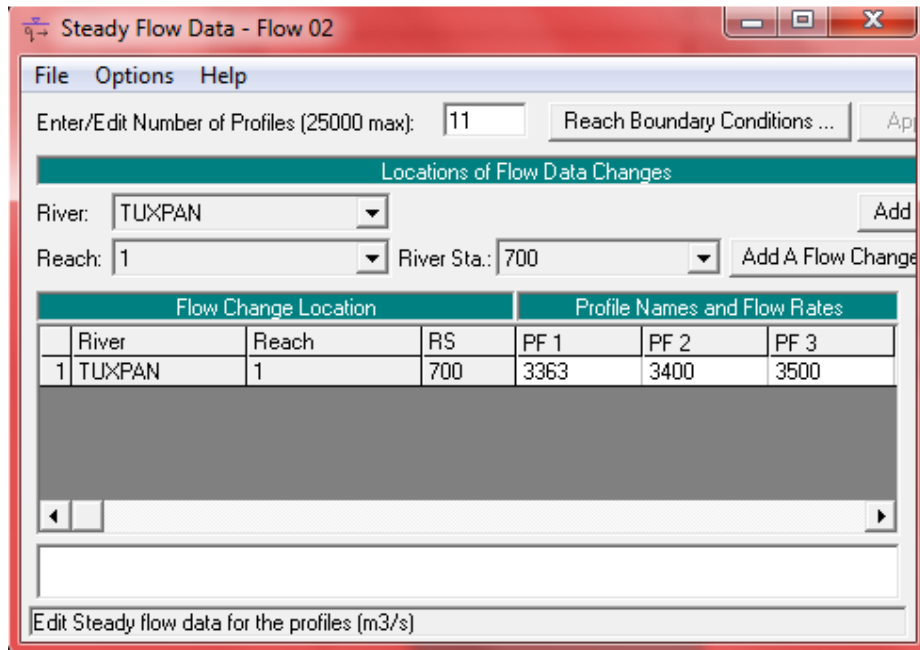 Steady Flow Data - Flow 02
File Options Help
Enter/Edit Number of Profiles (25000 max): 11 Reach Boundary Conditions ...
Locations of Flow Data Changes
River: TUXPAN Add
Reach: 1 River Sta.: 700 Add A Flow Change
Flow Change Location Profile Names and Flow Rates
River Reach RS PF 1 PF 2 PF 3
1 TUXPAN 1 700 3363 3400 3500
Edit Steady flow data for the profiles (m3/s)